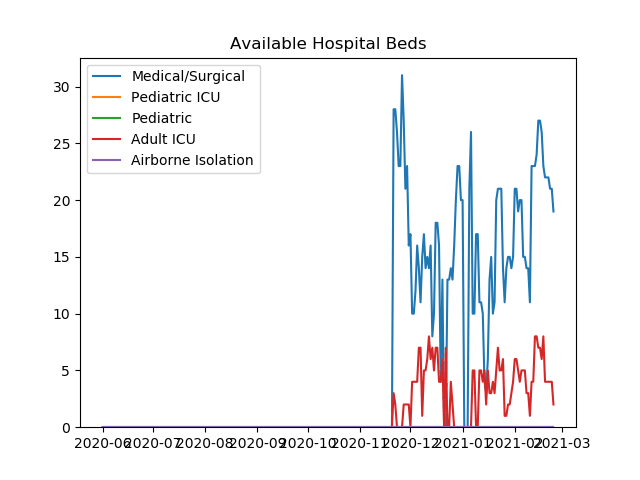 Available Hospital Beds
Medical/Surgical
Pediatric ICU
Pediatric
Adult ICU
Airborne Isolation
30
25
20
15
10
5
0
2020-06 2020-07 2020-08 2020-09 2020-10 2020-11 2020-12 2021-01 2021-02 2021-03